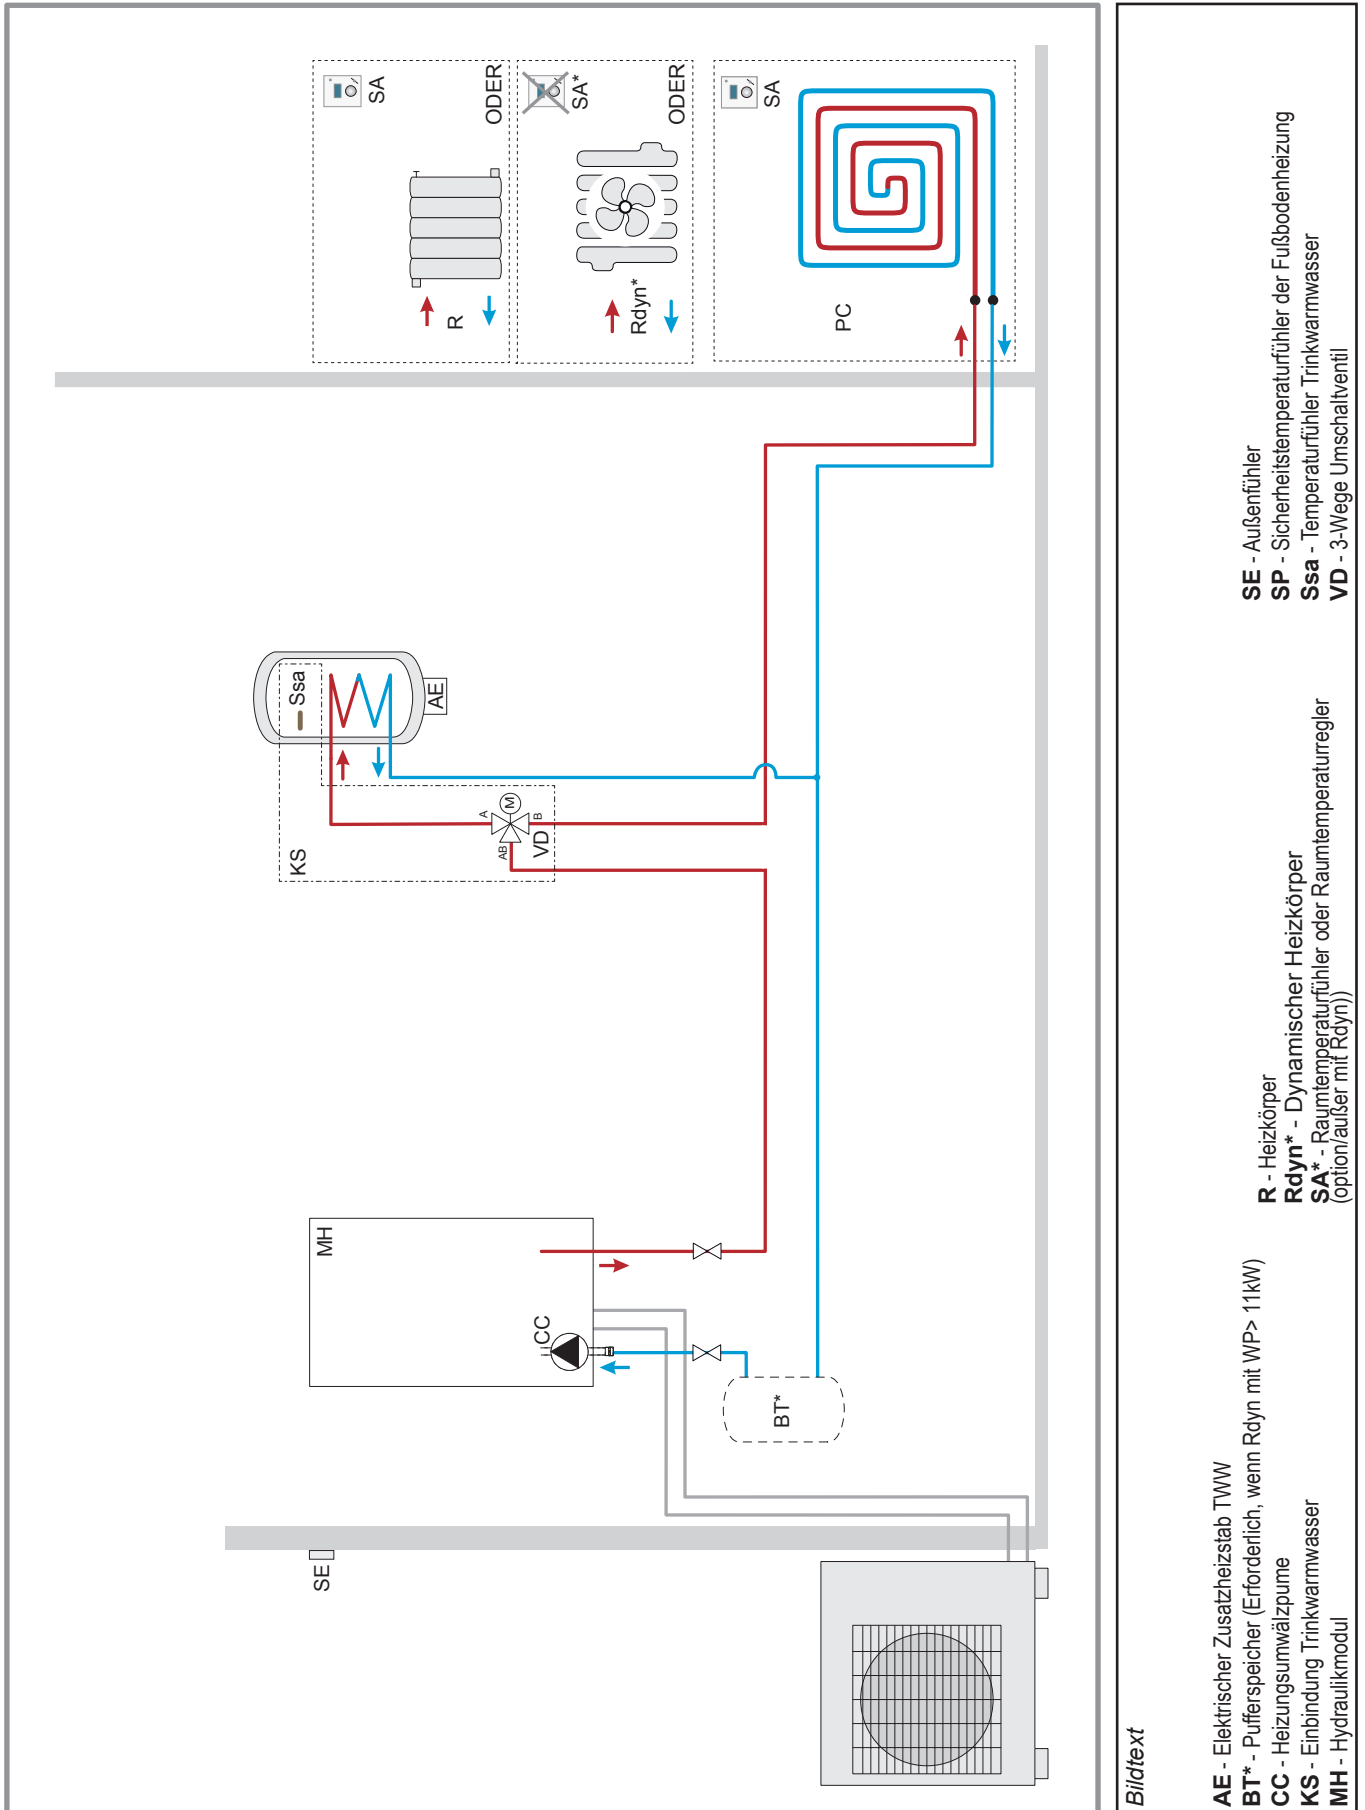 SE
MH
CC
BT*
KS
Ssa
AE
A
M
AB
B
VD
SA
R
ODER
SA*
Rdyn*
ODER
SA
PC
Bildtext
AE - Elektrischer Zusatzheizstab TWW
BT* - Pufferspeicher (Erforderlich, wenn Rdyn mit WP> 11kW)
CC - Heizungsumwälzpume
KS - Einbindung Trinkwarmwasser
MH - Hydraulikmodul
R - Heizkörper
Rdyn* - Dynamischer Heizkörper
SA* - Raumtemperaturfühler oder Raumtemperaturregler
(option/außer mit Rdyn))
SE - Außenfühler
SP - Sicherheitstemperaturfühler der Fußbodenheizung
Ssa - Temperaturfühler Trinkwarmwasser
VD - 3-Wege Umschaltventil